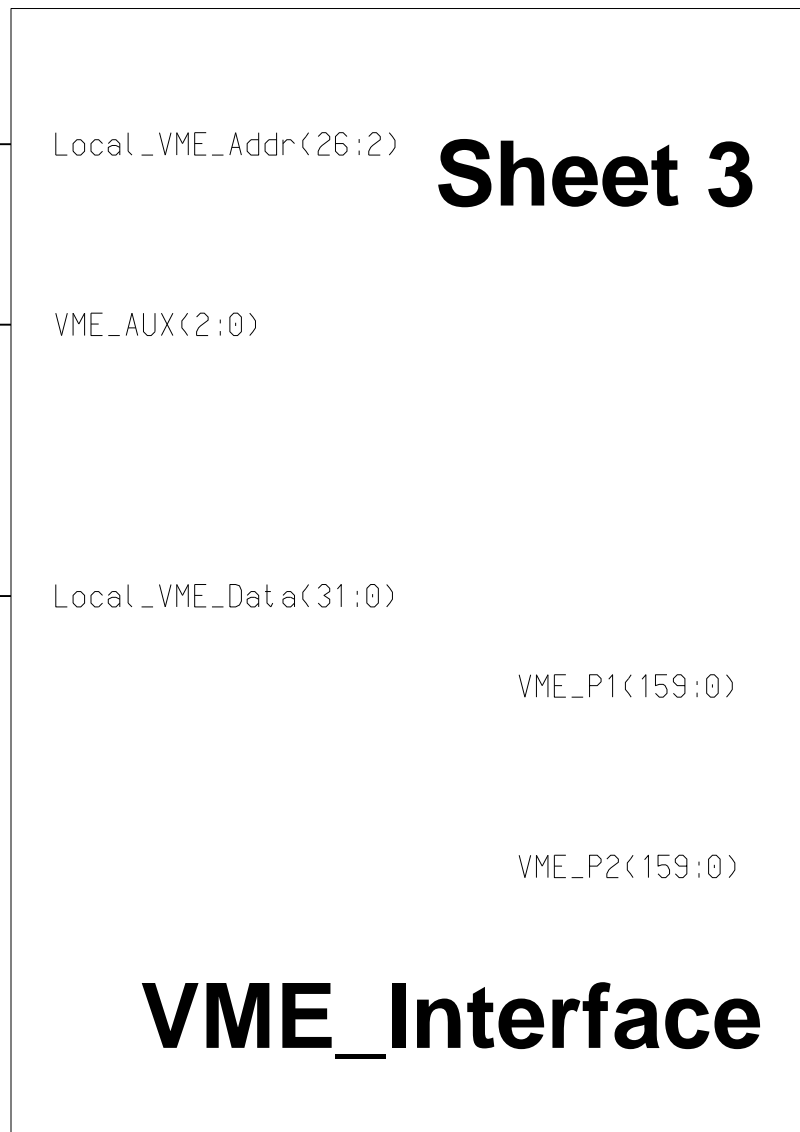 Local_VME_Addr(26:2)
Sheet 3
VME_AUX(2:0)
Local_VME_Data(31:0)
VME_P1(159:0)
VME_P2(159:0)
VME_Interface